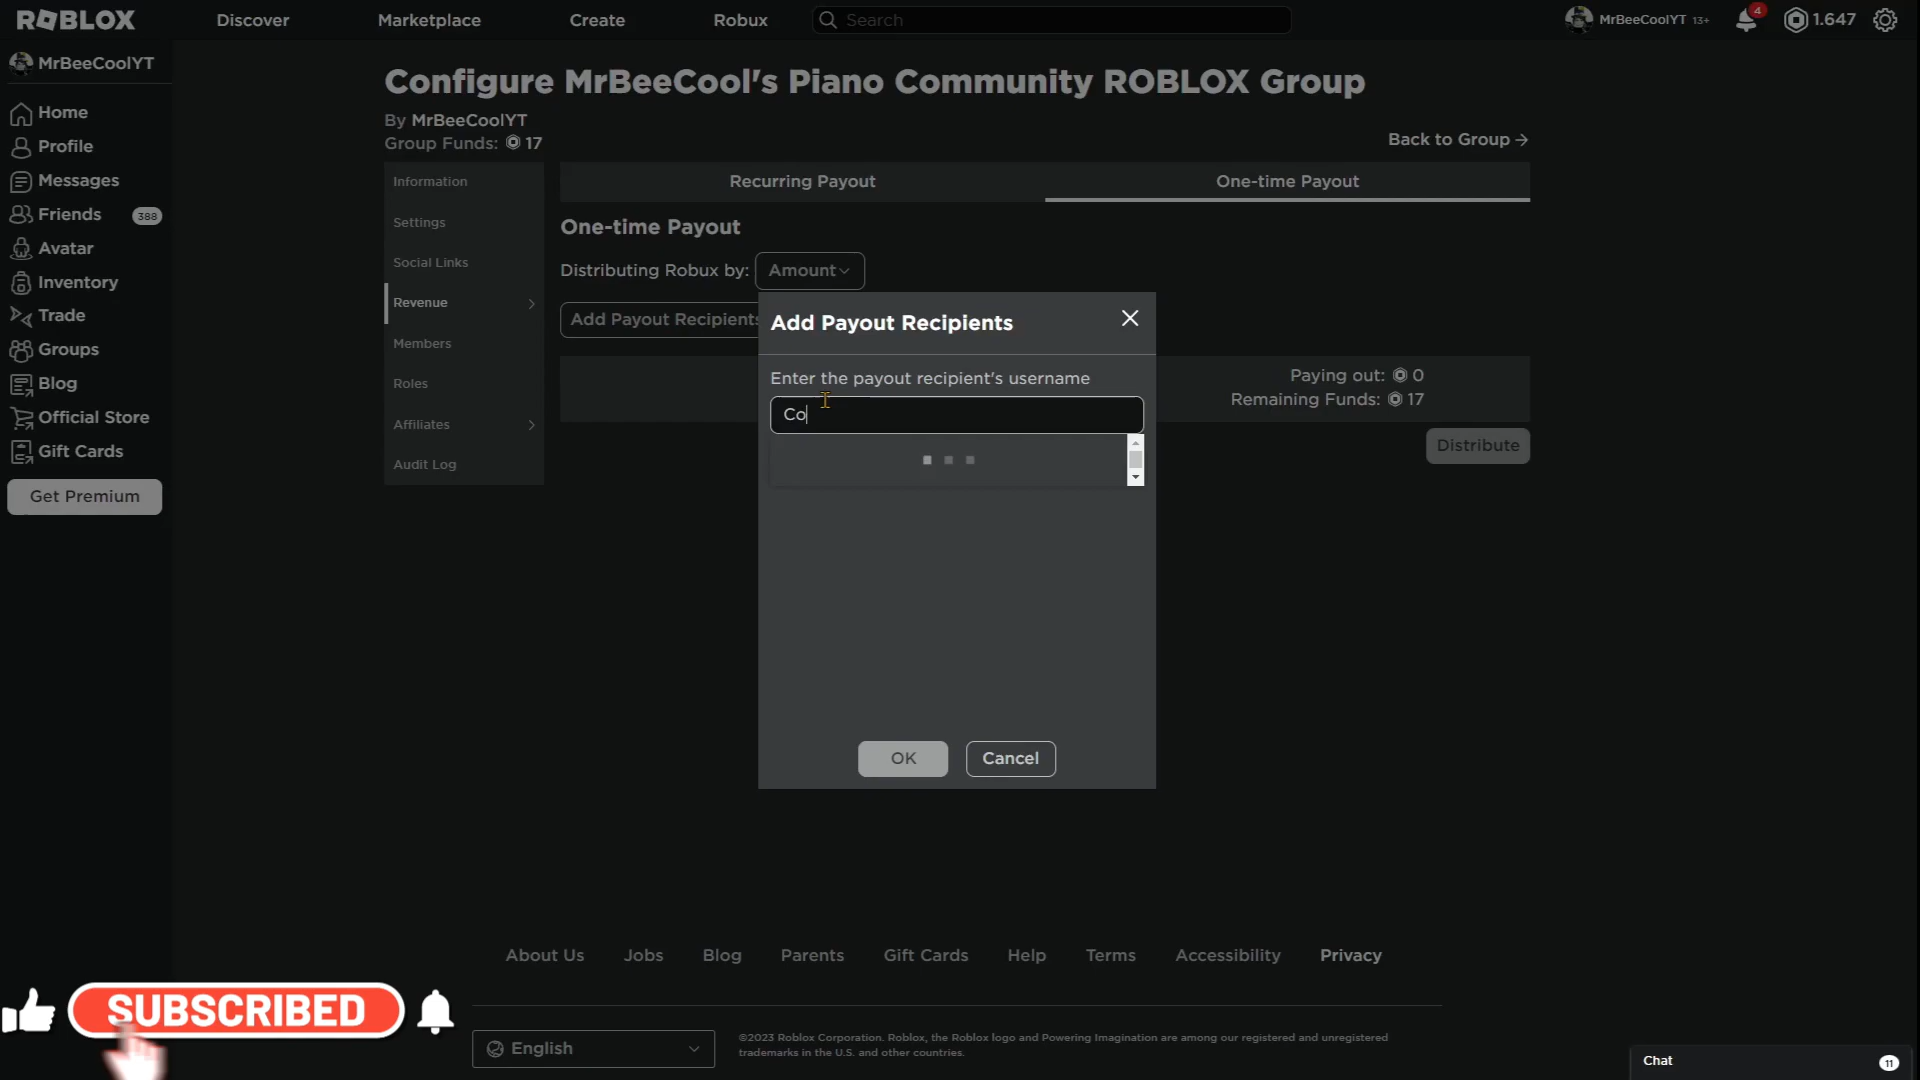 ROBLOX
Discover
Marketplace
Create
Robux
Search
MrBeeCoolYT 13+
4
1.647
MrBeeCoolYT
Home
Profile
Messages
Friends
388
Avatar
Inventory
Trade
Groups
Blog
Official Store
Gift Cards
Get Premium
Configure MrBeeCool's Piano Community ROBLOX Group
By MrBeeCoolYT
Group Funds: 17
Back to Group
Information
Settings
Social Links
Revenue
Members
Roles
Affiliates
Audit Log
Recurring Payout
One-time Payout
One-time Payout
Distributing Robux by: Amount
Add Payout Recipients
Paying out: 0
Remaining Funds: 17
Distribute
Add Payout Recipients
Enter the payout recipient's username
Co
OK
Cancel
About Us
Jobs
Blog
Parents
Gift Cards
Help
Terms
Accessibility
Privacy
SUBSCRIBED
English
©2023 Roblox Corporation. Roblox, the Roblox logo and Powering Imagination are among our registered and unregistered
trademarks in the U.S. and other countries.
Chat
11